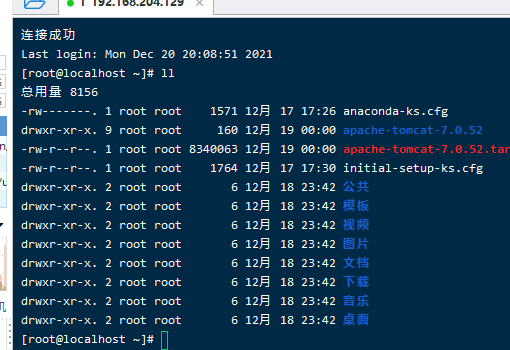 1 192.168.204.129 ×
连接成功
Last login: Mon Dec 20 20:08:51 2021
[root@localhost ~]# ll
总用量 8156
-rw-------. 1 root root    1571 12月 17 17:26 anaconda-ks.cfg
drwxr-xr-x. 9 root root     160 12月 19 00:00 apache-tomcat-7.0.52
-rw-r--r--. 1 root root 8340063 12月 19 00:00 apache-tomcat-7.0.52.tar
-rw-r--r--. 1 root root    1764 12月 17 17:30 initial-setup-ks.cfg
drwxr-xr-x. 2 root root       6 12月 18 23:42 公共
drwxr-xr-x. 2 root root       6 12月 18 23:42 模板
drwxr-xr-x. 2 root root       6 12月 18 23:42 视频
drwxr-xr-x. 2 root root       6 12月 18 23:42 图片
drwxr-xr-x. 2 root root       6 12月 18 23:42 文档
drwxr-xr-x. 2 root root       6 12月 18 23:42 下载
drwxr-xr-x. 2 root root       6 12月 18 23:42 音乐
drwxr-xr-x. 2 root root       6 12月 18 23:42 桌面
[root@localhost ~]#